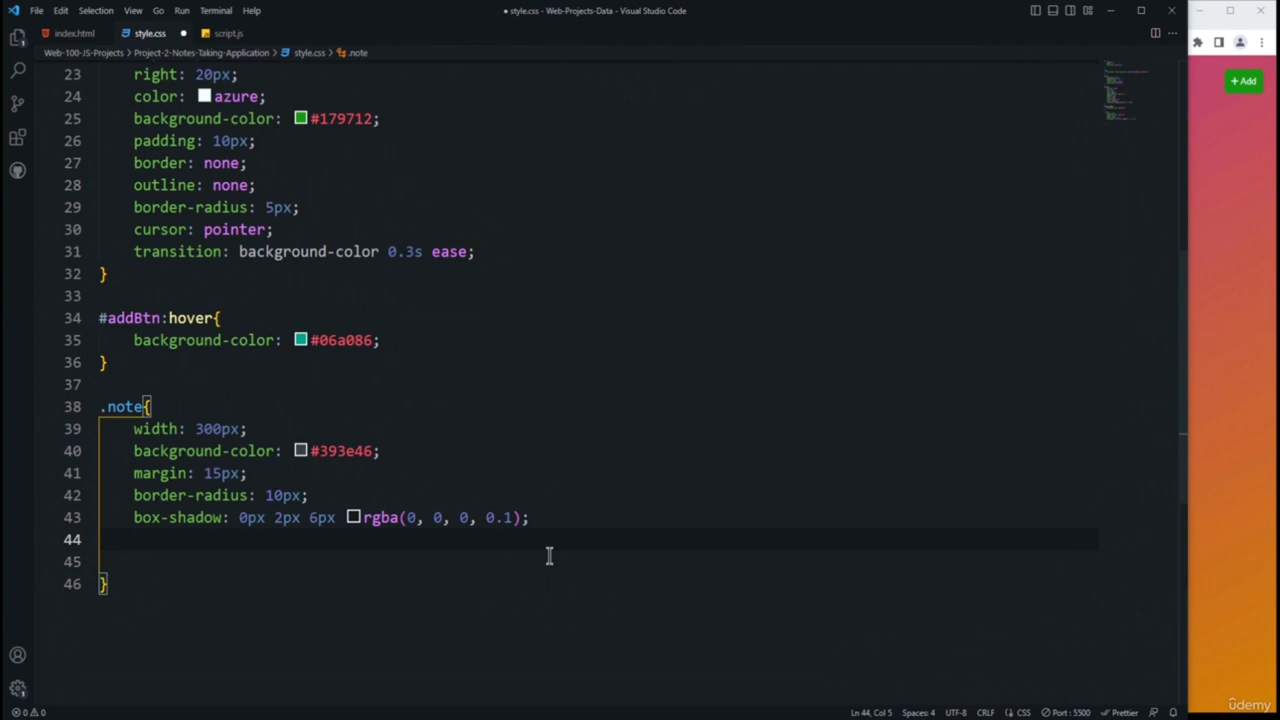 File Edit Selection View Go Run Terminal Help
● style.css - Web-Projects-Data - Visual Studio Code
index.html style.css ● script.js
Web-100-JS-Projects > Project-2-Notes-Taking-Application > style.css > .note
23 right: 20px;
24 color: azure;
25 background-color: #179712;
26 padding: 10px;
27 border: none;
28 outline: none;
29 border-radius: 5px;
30 cursor: pointer;
31 transition: background-color 0.3s ease;
32 }
33
34 #addBtn:hover{
35 background-color: #06a086;
36 }
37
38 .note{
39 width: 300px;
40 background-color: #393e46;
41 margin: 15px;
42 border-radius: 10px;
43 box-shadow: 0px 2px 6px rgba(0, 0, 0, 0.1);
44
45
46 }
+ Add
0 0 Ln 44, Col 5 Spaces: 4 UTF-8 CRLF CSS Port : 5500 Prettier
udemy